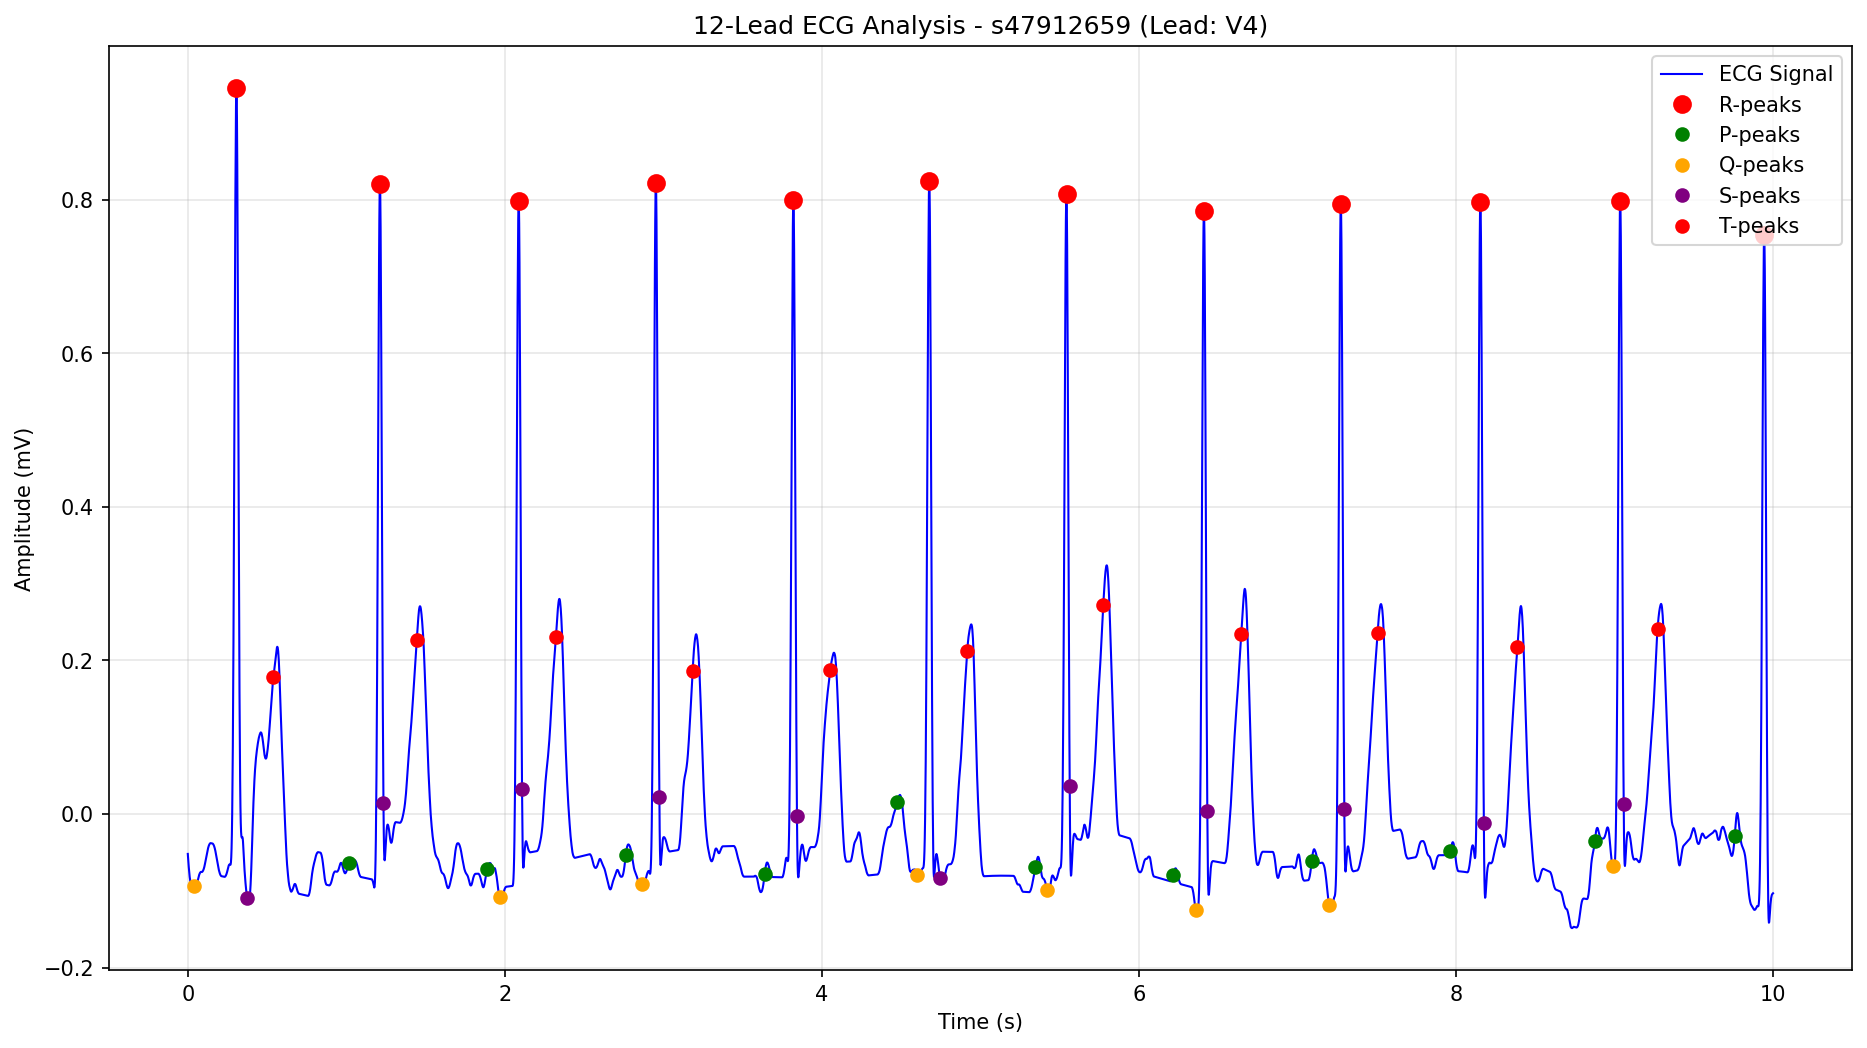 12-Lead ECG Analysis - s47912659 (Lead: V4)
ECG Signal
R-peaks
P-peaks
Q-peaks
S-peaks
T-peaks
Amplitude (mV)
0.8
0.6
0.4
0.2
0.0
−0.2
0 2 4 6 8 10
Time (s)